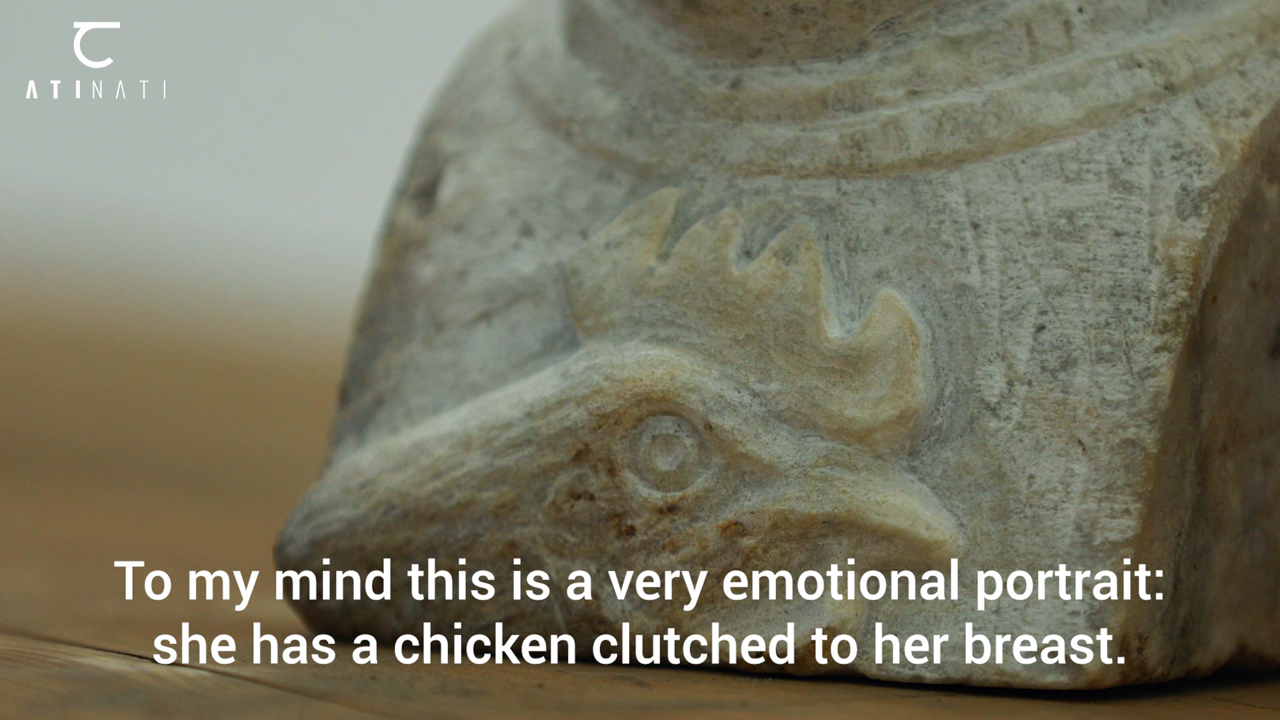 ATINATI
To my mind this is a very emotional portrait:
she has a chicken clutched to her breast.